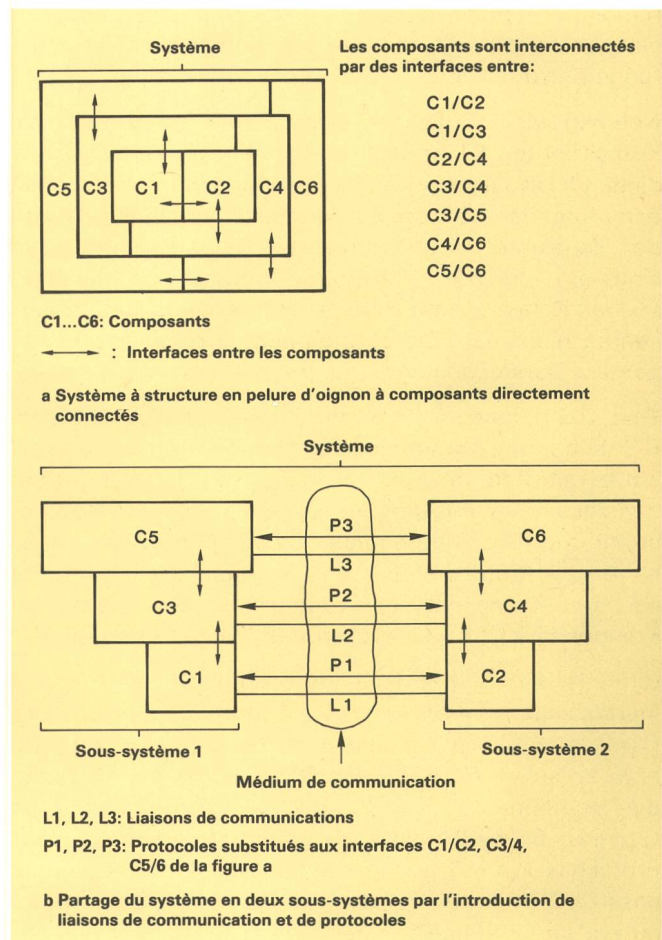 Système
Les composants sont interconnectés
par des interfaces entre:
C1/C2
C1/C3
C2/C4
C3/C4
C3/C5
C4/C6
C5/C6
C5 C3 C1 C2 C4 C6
C1...C6: Composants
: Interfaces entre les composants
a Système à structure en pelure d'oignon à composants directement
connectés
Système
C5
P3
C6
L3
C3
P2
C4
L2
C1
P1
C2
L1
Sous-système 1
Sous-système 2
Médium de communication
L1, L2, L3: Liaisons de communications
P1, P2, P3: Protocoles substitués aux interfaces C1/C2, C3/4,
C5/6 de la figure a
b Partage du système en deux sous-systèmes par l'introduction de
liaisons de communication et de protocoles